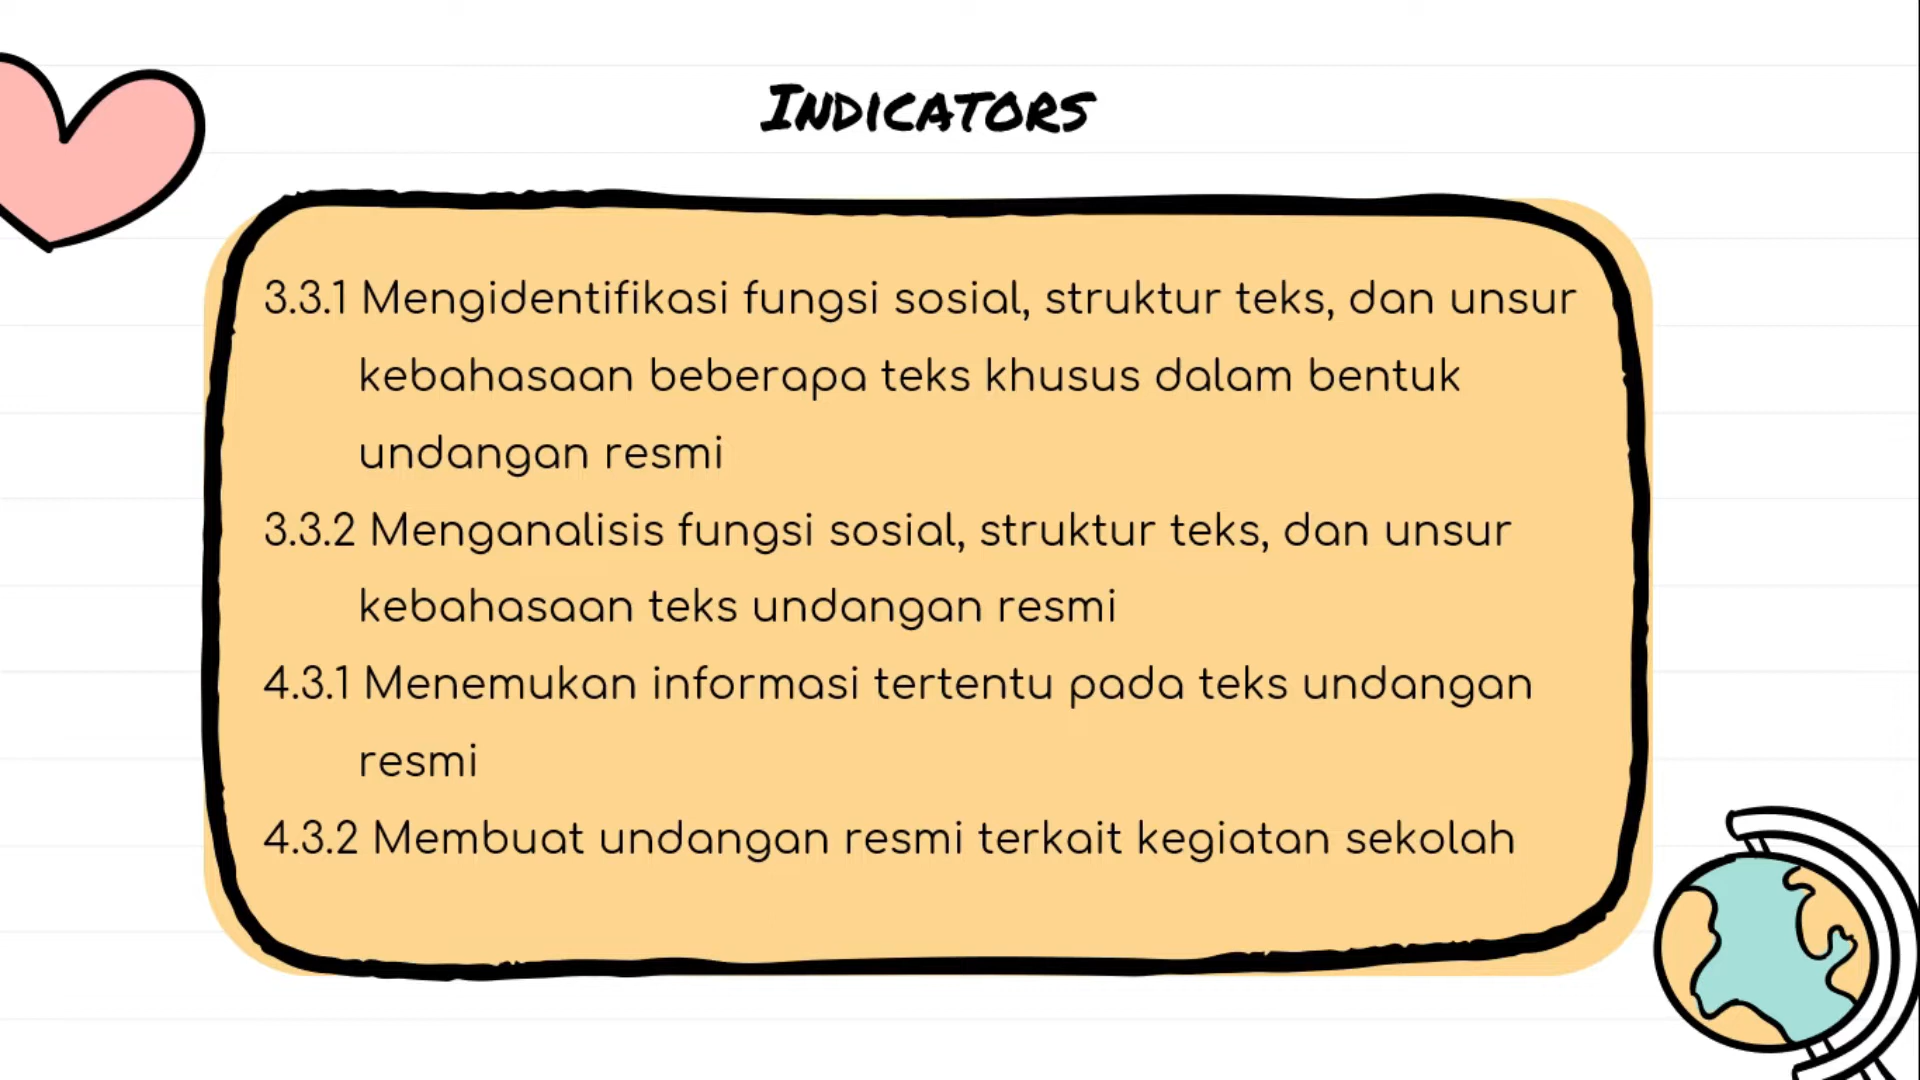 INDICATORS
3.3.1 Mengidentifikasi fungsi sosial, struktur teks, dan unsur
kebahasaan beberapa teks khusus dalam bentuk
undangan resmi
3.3.2 Menganalisis fungsi sosial, struktur teks, dan unsur
kebahasaan teks undangan resmi
4.3.1 Menemukan informasi tertentu pada teks undangan
resmi
4.3.2 Membuat undangan resmi terkait kegiatan sekolah